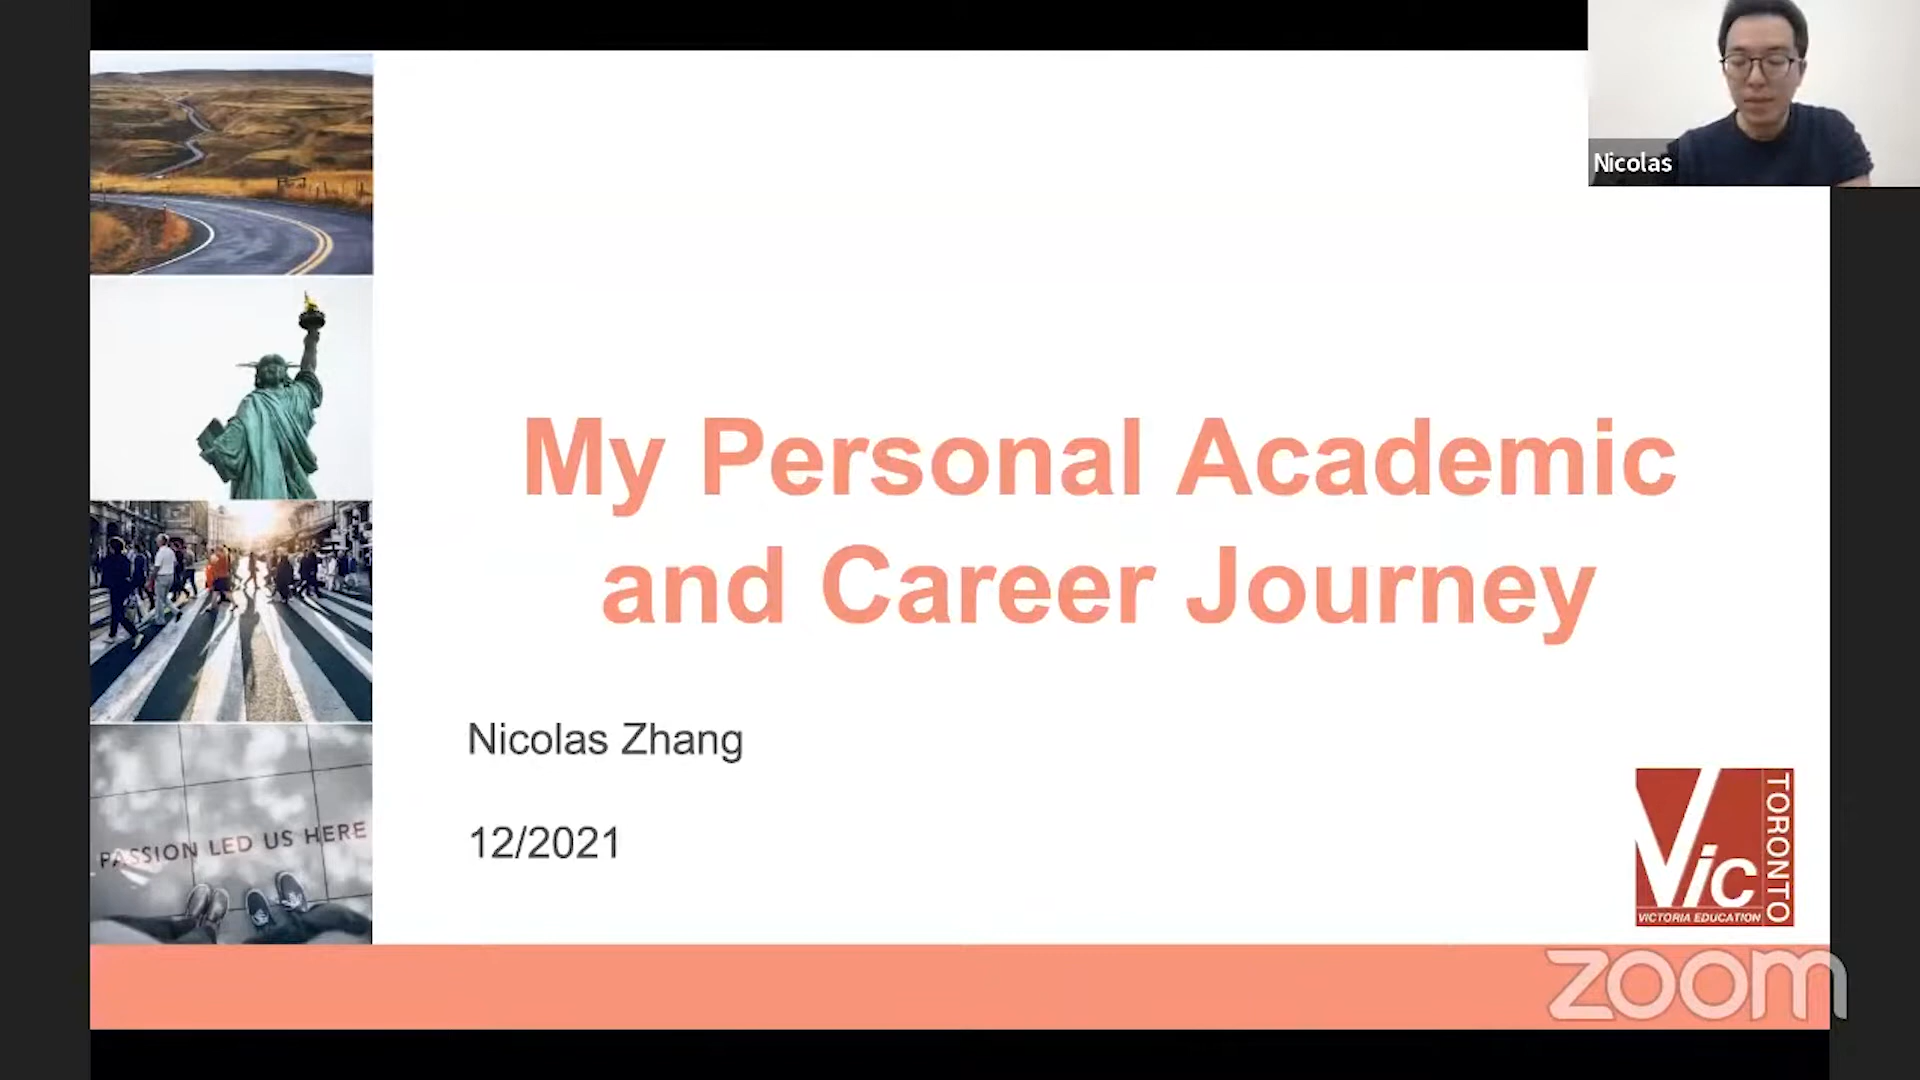 Nicolas
My Personal Academic
and Career Journey
Nicolas Zhang
12/2021
PASSION LED US HERE
Vic
TORONTO
VICTORIA EDUCATION
zoom